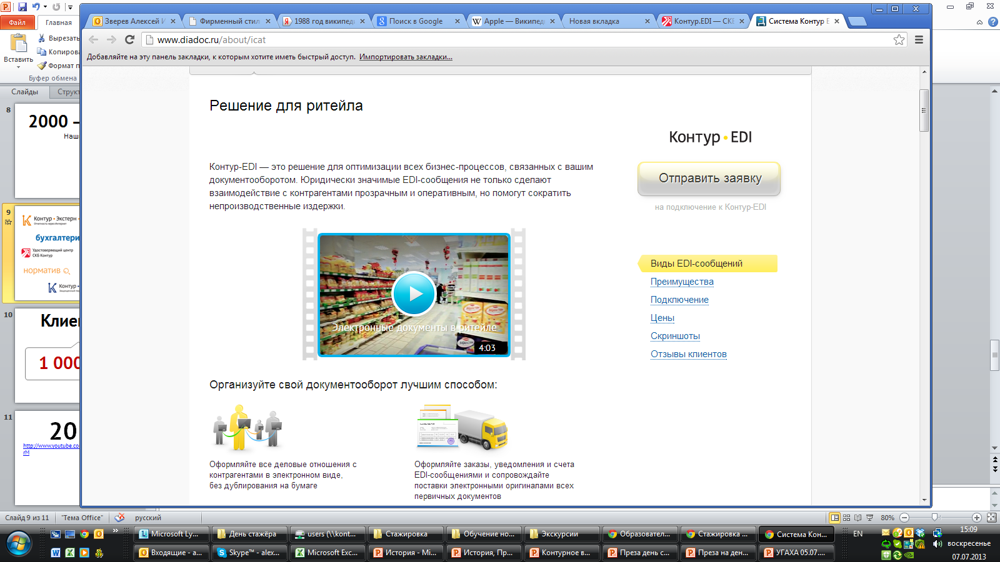 Зверев Алексей И
Фирменный стил
1988 год википед
Поиск в Google
Apple — Википед
Новая вкладка
Контур.EDI — СКБ
Система Контур Е
Файл
Главная
www.diadoc.ru/about/icat
Вырезать
Копирова
Формат п
Вставить
Буфер обмена
Добавляйте на эту панель закладки, к которым хотите иметь быстрый доступ. Импортировать закладки...
Слайды
Структ
8
2000 –
Наш
9
Контур • Экстерн
Отчетность через Интернет
бухгалтери
Удостоверяющий центр
СКБ Контур
норматив
Контур
10
Клие
1 000
11
20
http://www.youtube.co
rM
Решение для ритейла
Контур-EDI — это решение для оптимизации всех бизнес-процессов, связанных с вашим
документооборотом. Юридически значимые EDI-сообщения не только сделают
взаимодействие с контрагентами прозрачным и оперативным, но помогут сократить
непроизводственные издержки.
Электронные документы в ритейле
4:03
Организуйте свой документооборот лучшим способом:
Оформляйте все деловые отношения с
контрагентами в электронном виде,
без дублирования на бумаге
Оформляйте заказы, уведомления и счета
EDI-сообщениями и сопровождайте
поставки электронными оригиналами всех
первичных документов
Контур • EDI
Отправить заявку
на подключение к Контур-EDI
Виды EDI-сообщений
Преимущества
Подключение
Цены
Скриншоты
Отзывы клиентов
Слайд 9 из 11
"Тема Office"
русский
80%
Microsoft Ly...
День стажёра
users (\\kont...
Стажировка
Обучение но...
Экскурсии
Образовател...
Стажировка ...
Система Кон...
EN
15:09
Входящие - a...
Skype™ - alex...
Microsoft Exc...
История - Mi...
История, Пр...
Контурное в...
Преза день с...
Преза на ден...
УГАХА 05.07....
воскресенье
07.07.2013